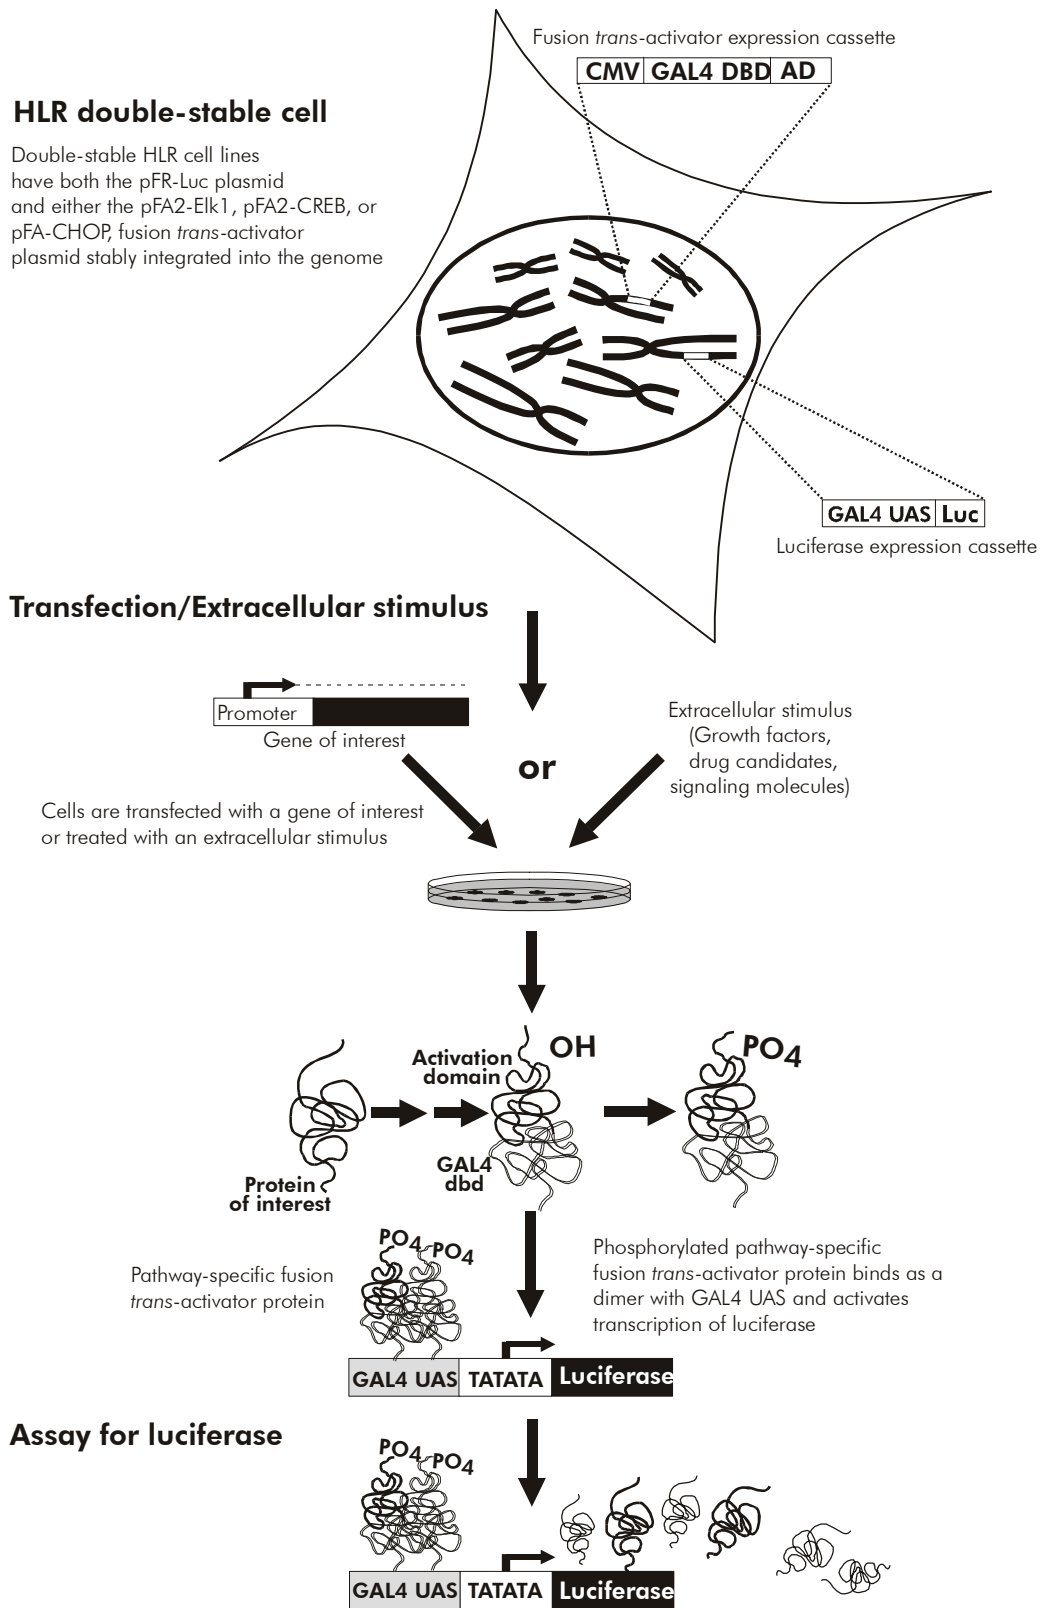 Fusion trans-activator expression cassette
CMV GAL4 DBD AD
HLR double-stable cell
Double-stable HLR cell lines
have both the pFR-Luc plasmid
and either the pFA2-Elk1, pFA2-CREB, or
pFA-CHOP, fusion trans-activator
plasmid stably integrated into the genome
GAL4 UAS Luc
Luciferase expression cassette
Transfection/Extracellular stimulus
Promoter
Gene of interest
or
Extracellular stimulus
(Growth factors,
drug candidates,
signaling molecules)
Cells are transfected with a gene of interest
or treated with an extracellular stimulus
Activation
domain
OH
PO4
GAL4
dbd
Protein
of interest
PO4 PO4
Pathway-specific fusion
trans-activator protein
Phosphorylated pathway-specific
fusion trans-activator protein binds as a
dimer with GAL4 UAS and activates
transcription of luciferase
GAL4 UAS TATATA Luciferase
Assay for luciferase
PO4 PO4
GAL4 UAS TATATA Luciferase